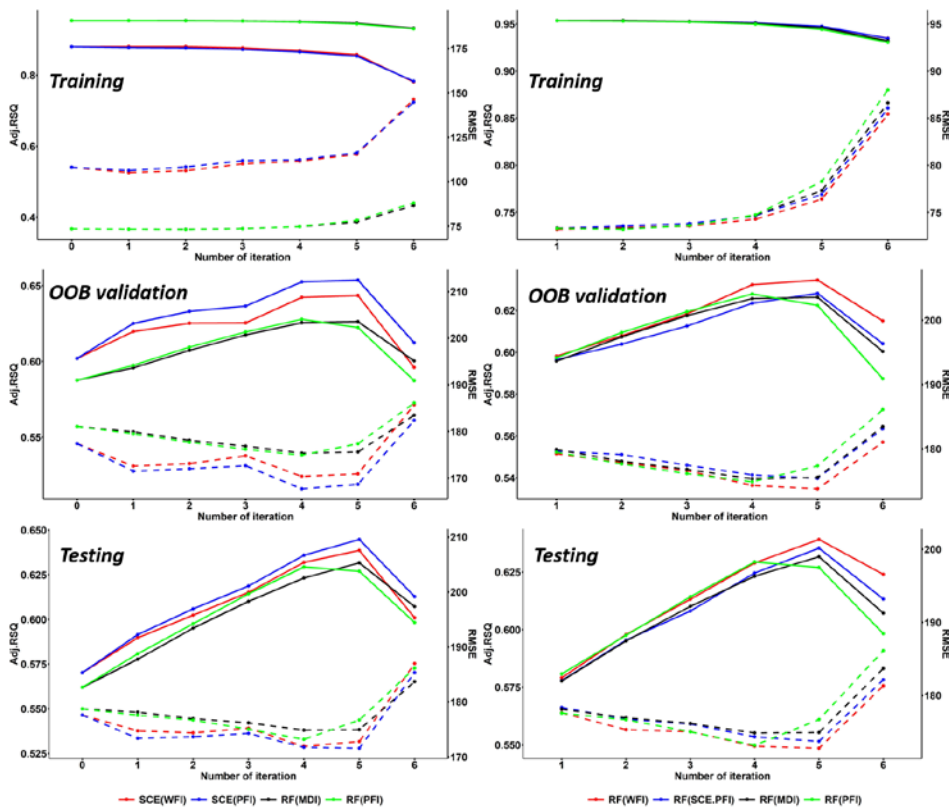 Training
Adj.RSQ
0.8
0.6
0.4
175
150
125
100
75
RMSE
0 1 2 3 4 5 6
Number of iteration
Training
Adj.RSQ
0.95
0.90
0.85
0.80
0.75
95
90
85
80
75
RMSE
1 2 3 4 5 6
Number of iteration
OOB validation
Adj.RSQ
0.65
0.60
0.55
210
200
190
180
170
RMSE
0 1 2 3 4 5 6
Number of iteration
OOB validation
Adj.RSQ
0.62
0.60
0.58
0.56
0.54
200
190
180
RMSE
1 2 3 4 5 6
Number of iteration
Testing
Adj.RSQ
0.650
0.625
0.600
0.575
0.550
0.525
210
200
190
180
170
RMSE
0 1 2 3 4 5 6
Number of iteration
Testing
Adj.RSQ
0.625
0.600
0.575
0.550
200
190
180
RMSE
1 2 3 4 5 6
Number of iteration
SCE(WFI) SCE(PFI) RF(MDI) RF(PFI)
RF(WFI) RF(SCE.PFI) RF(MDI) RF(PFI)